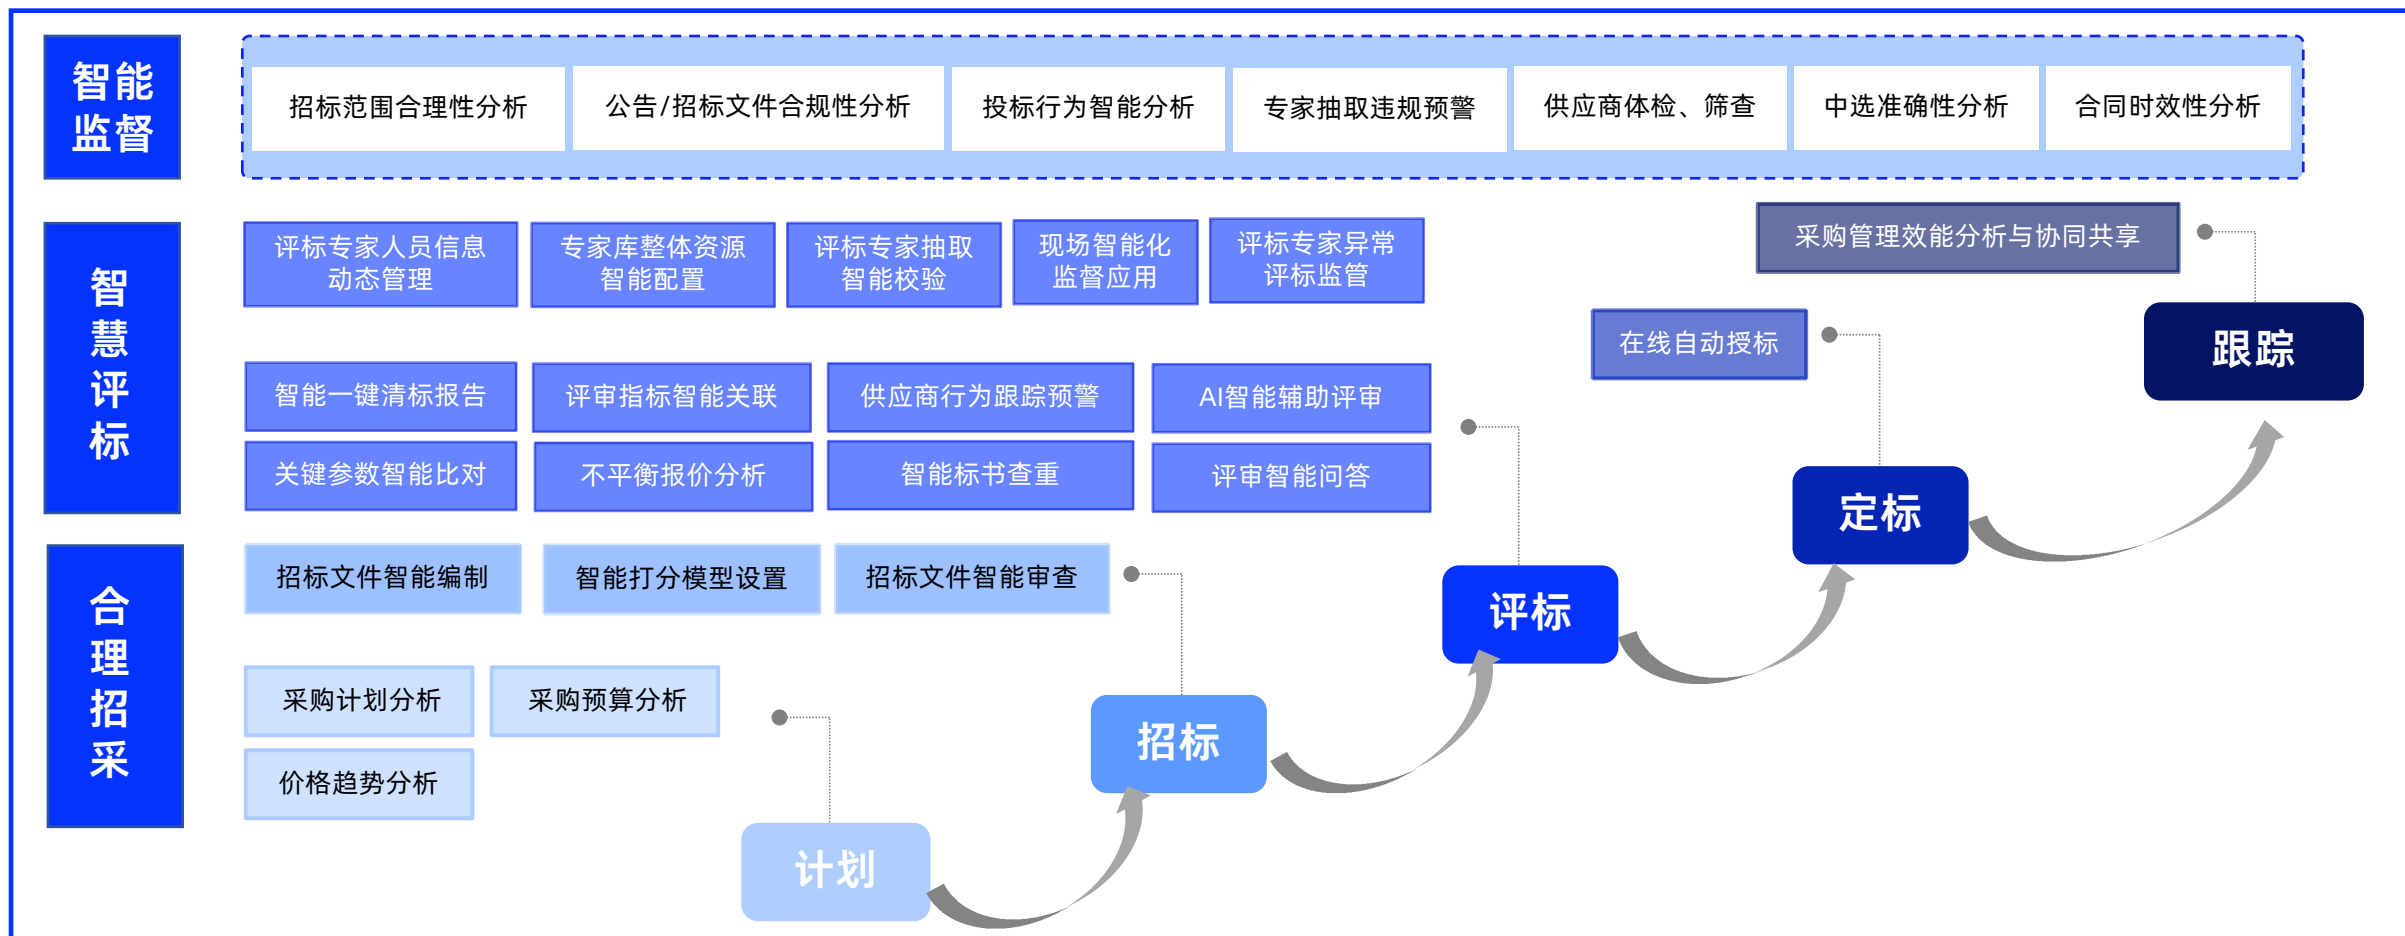 智能
监督
招标范围合理性分析
公告/招标文件合规性分析
投标行为智能分析
专家抽取违规预警
供应商体检、筛查
中选准确性分析
合同时效性分析
智
慧
评
标
评标专家人员信息
动态管理
专家库整体资源
智能配置
评标专家抽取
智能校验
现场智能化
监督应用
评标专家异常
评标监管
采购管理效能分析与协同共享
跟踪
在线自动授标
智能一键清标报告
评审指标智能关联
供应商行为跟踪预警
AI智能辅助评审
关键参数智能比对
不平衡报价分析
智能标书查重
评审智能问答
定标
合
理
招
采
招标文件智能编制
智能打分模型设置
招标文件智能审查
评标
采购计划分析
采购预算分析
价格趋势分析
招标
计划